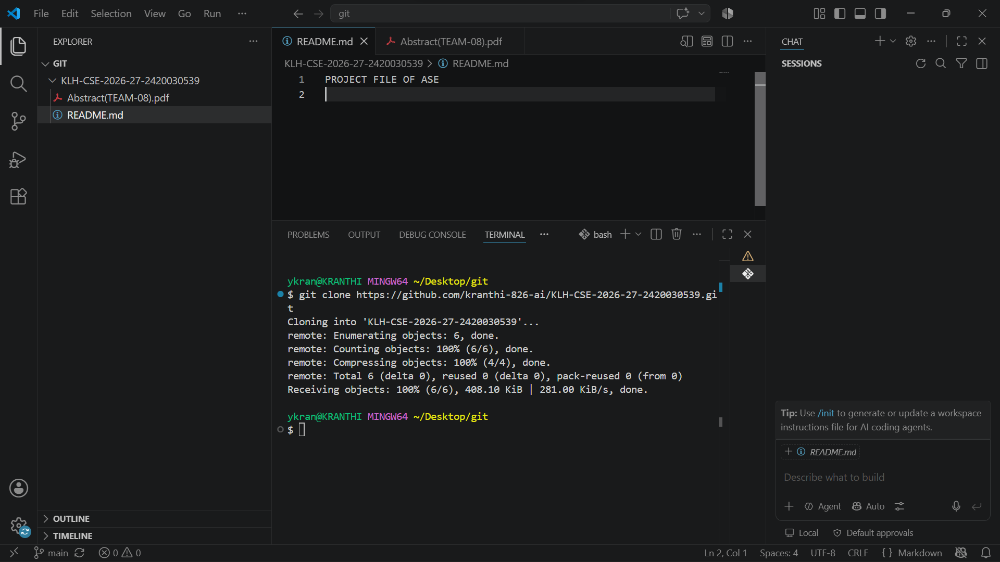 File Edit Selection View Go Run
git
EXPLORER
GIT
KLH-CSE-2026-27-2420030539
Abstract(TEAM-08).pdf
README.md
OUTLINE
TIMELINE
README.md
Abstract(TEAM-08).pdf
KLH-CSE-2026-27-2420030539 > README.md
1 PROJECT FILE OF ASE
2
PROBLEMS OUTPUT DEBUG CONSOLE TERMINAL
bash
ykran@KRANTHI MINGW64 ~/Desktop/git
$ git clone https://github.com/kranthi-826-ai/KLH-CSE-2026-27-2420030539.gi
t
Cloning into 'KLH-CSE-2026-27-2420030539'...
remote: Enumerating objects: 6, done.
remote: Counting objects: 100% (6/6), done.
remote: Compressing objects: 100% (4/4), done.
remote: Total 6 (delta 0), reused 0 (delta 0), pack-reused 0 (from 0)
Receiving objects: 100% (6/6), 408.10 KiB | 281.00 KiB/s, done.
ykran@KRANTHI MINGW64 ~/Desktop/git
$
CHAT
SESSIONS
Tip: Use /init to generate or update a workspace
instructions file for AI coding agents.
README.md
Describe what to build
Agent Auto
Local Default approvals
main 0 0
Ln 2, Col 1 Spaces: 4 UTF-8 CRLF { } Markdown